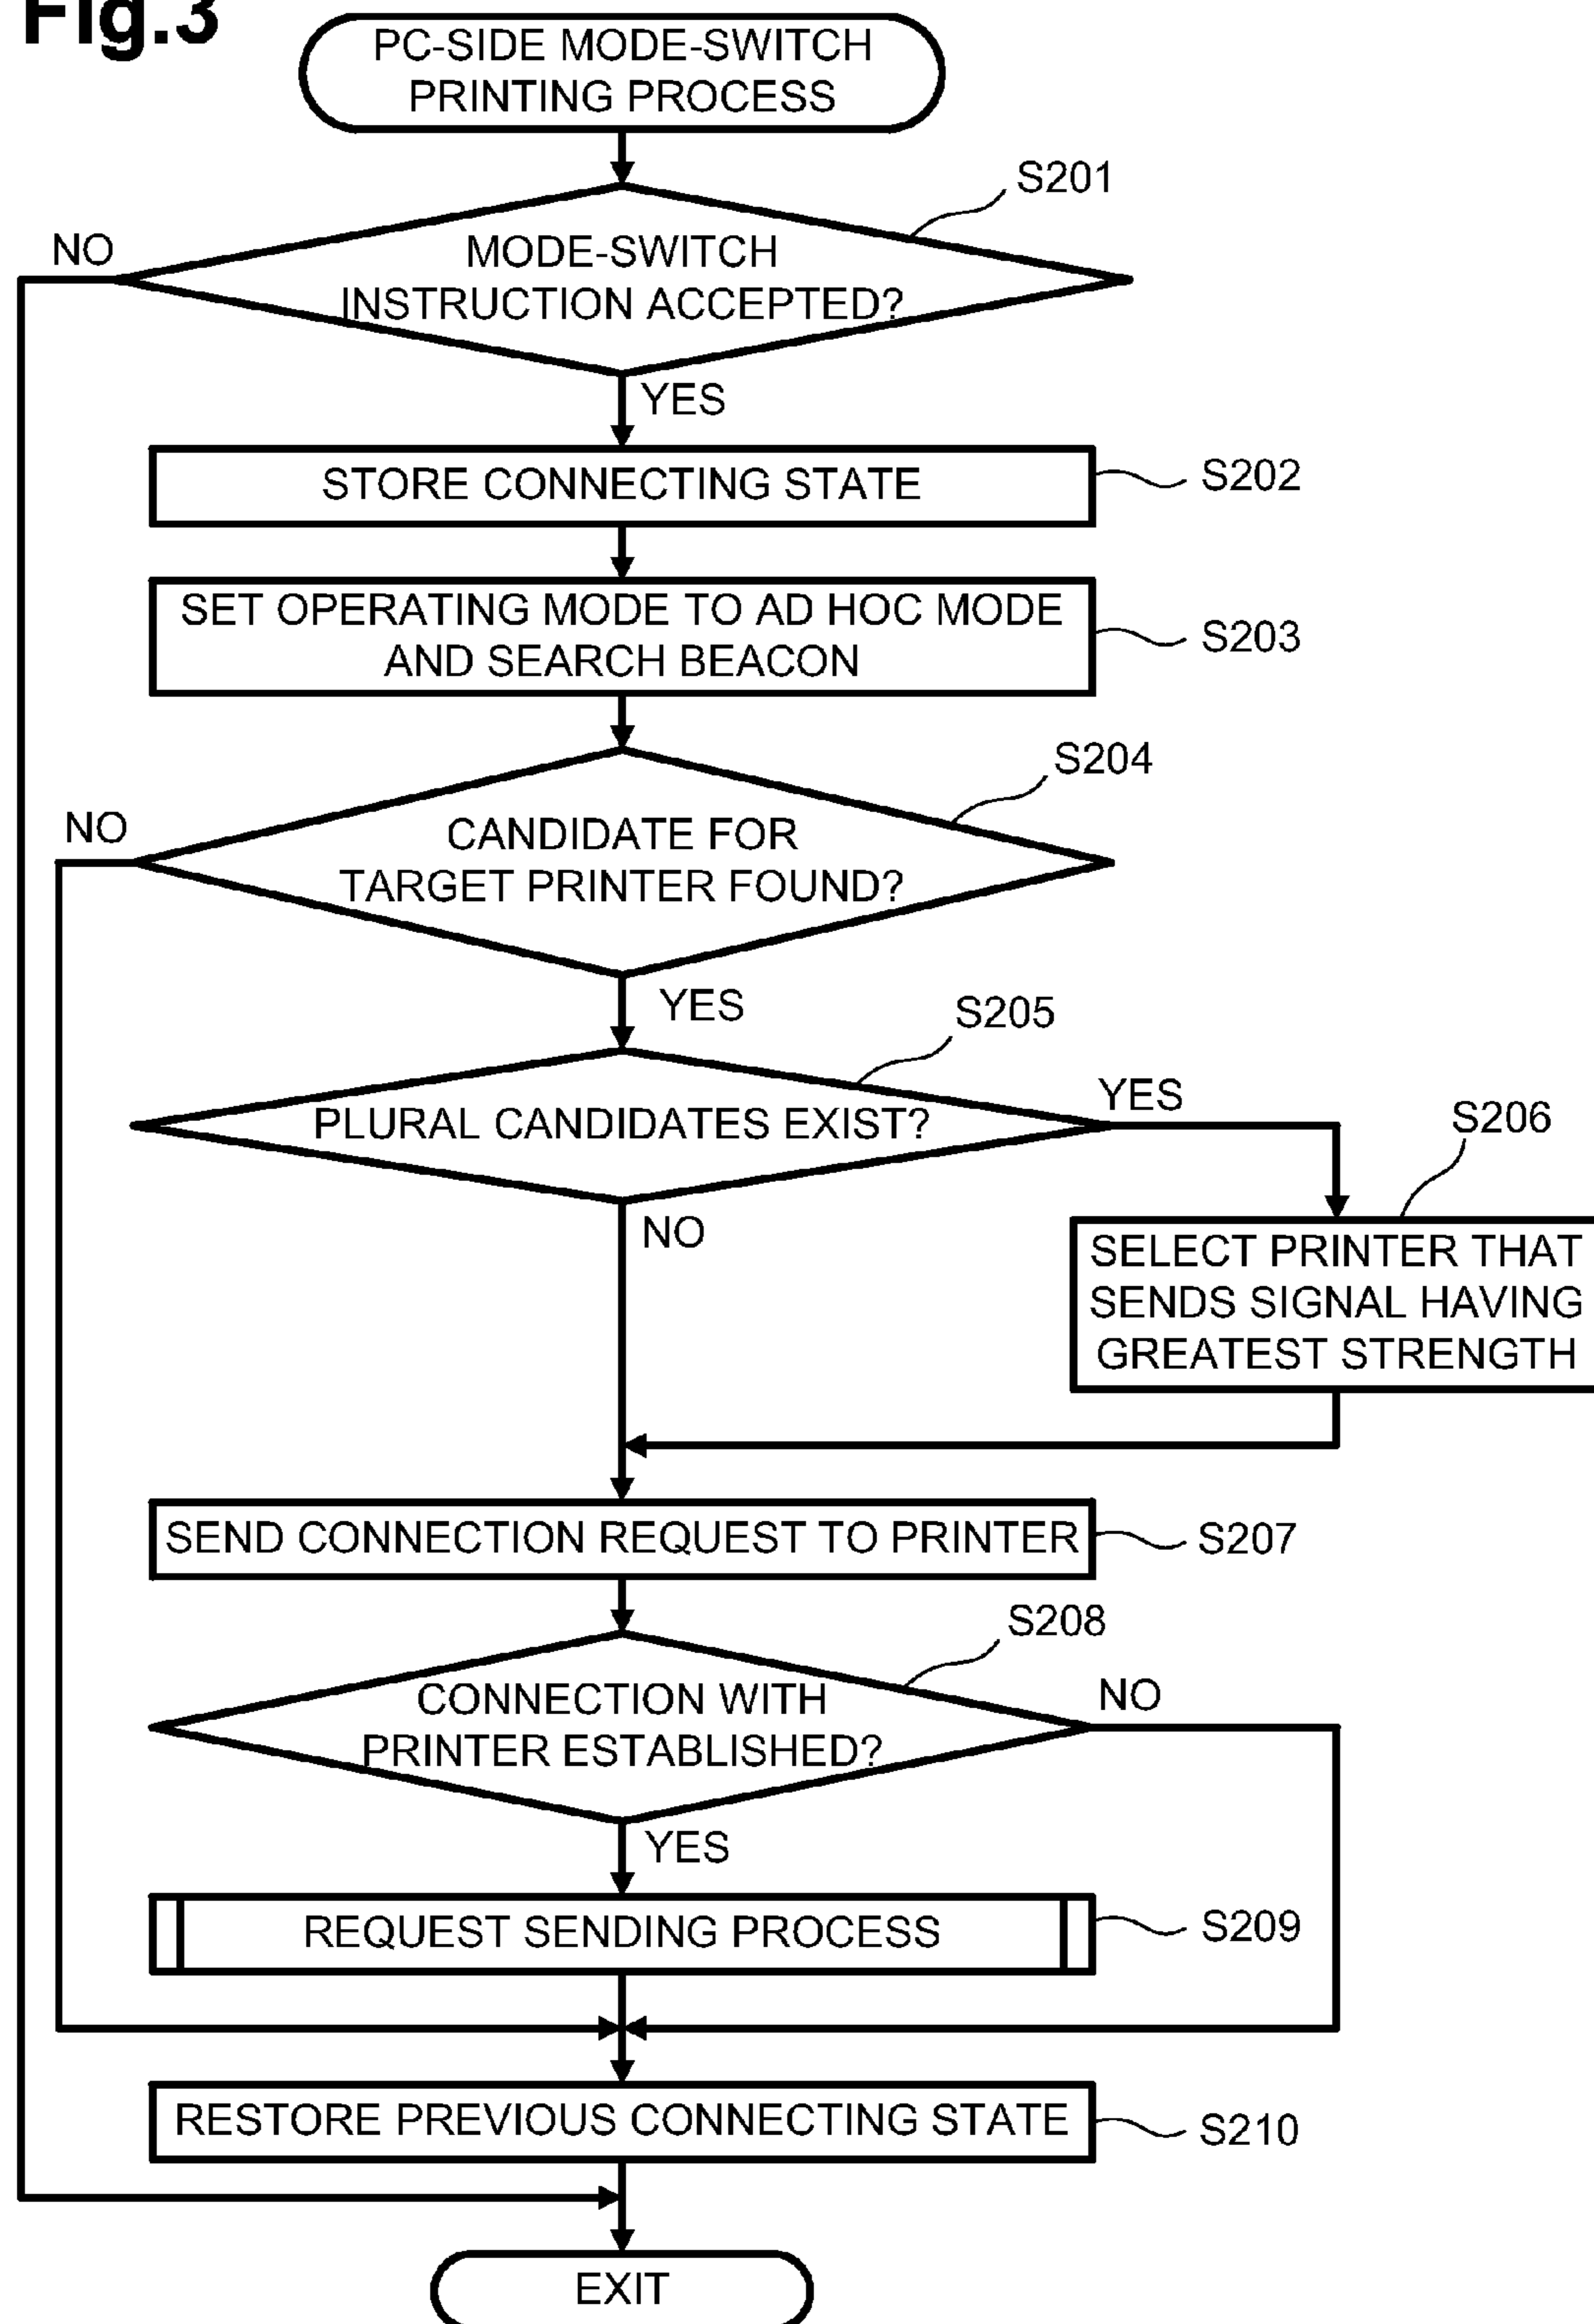 Fig.3
PC-SIDE MODE-SWITCH
PRINTING PROCESS
S201
NO
MODE-SWITCH
INSTRUCTION ACCEPTED?
YES
STORE CONNECTING STATE
S202
SET OPERATING MODE TO AD HOC MODE
AND SEARCH BEACON
S203
S204
NO
CANDIDATE FOR
TARGET PRINTER FOUND?
YES
S205
PLURAL CANDIDATES EXIST?
YES
S206
NO
SELECT PRINTER THAT
SENDS SIGNAL HAVING
GREATEST STRENGTH
SEND CONNECTION REQUEST TO PRINTER
S207
S208
CONNECTION WITH
PRINTER ESTABLISHED?
NO
YES
REQUEST SENDING PROCESS
S209
RESTORE PREVIOUS CONNECTING STATE
S210
EXIT